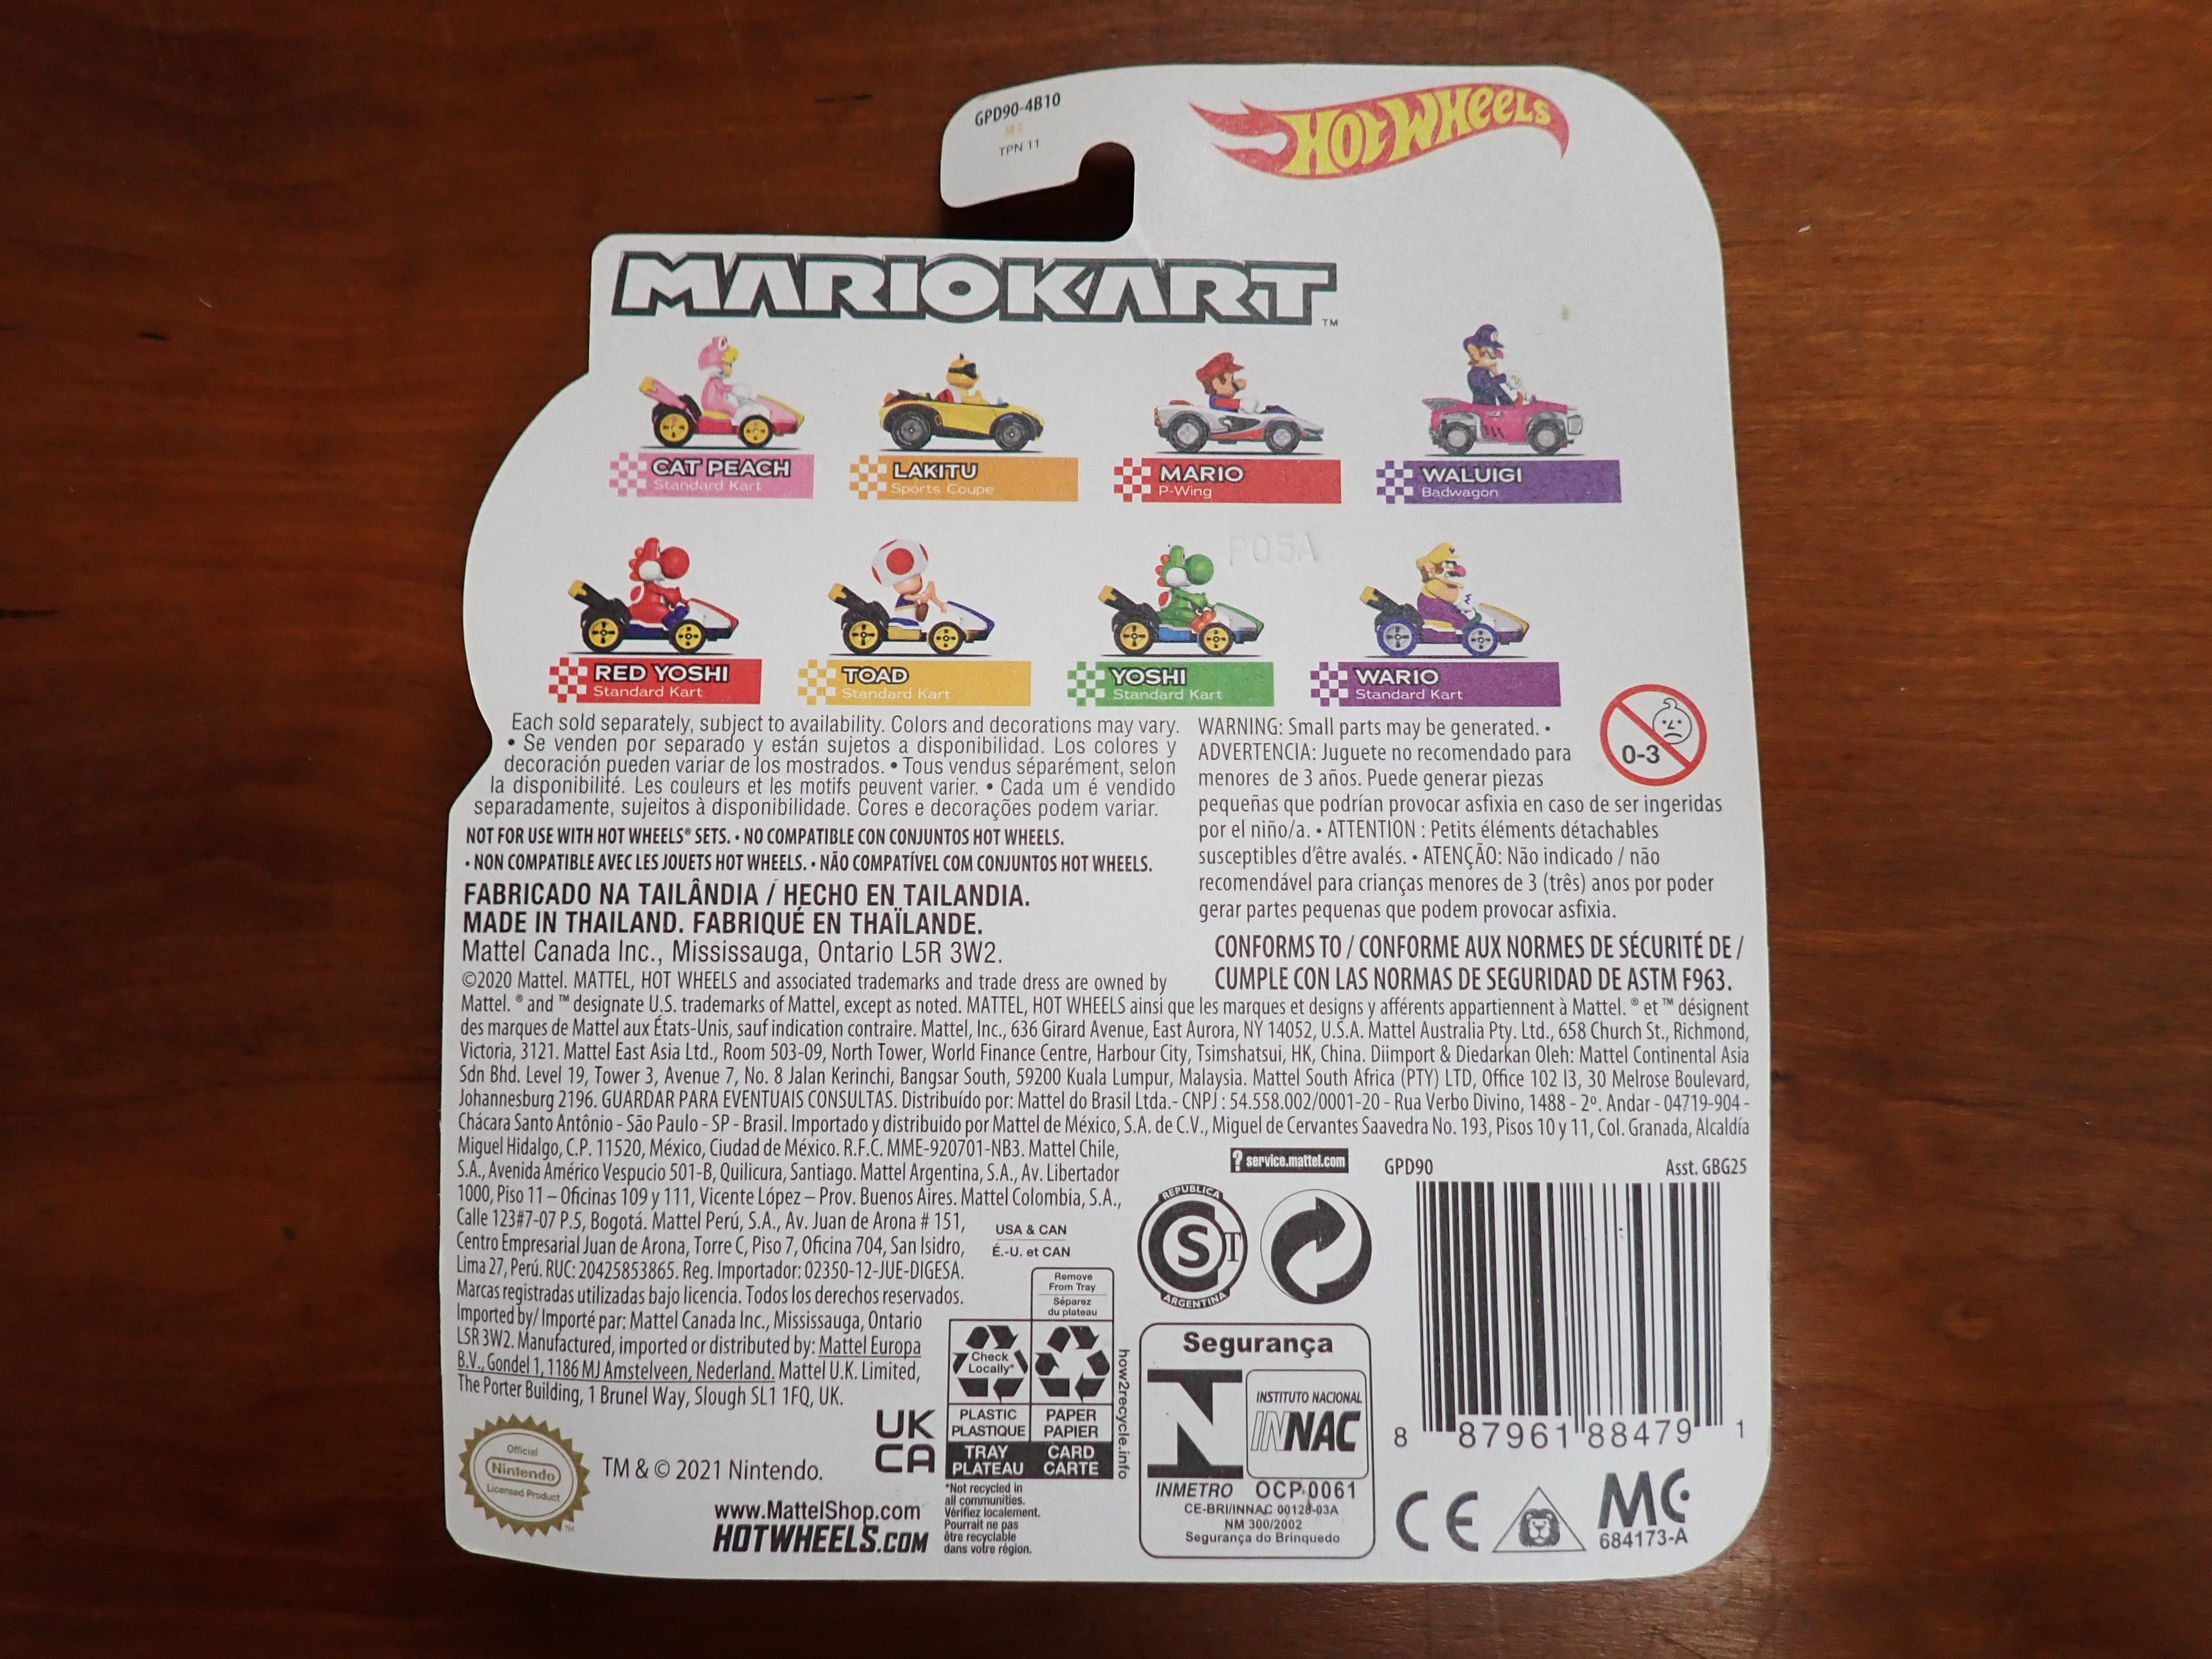 GPD90-4B10
TPN 11
HOT WHEELS
MARIOKART™
CAT PEACH
Standard Kart
LAKITU
Sports Coupe
MARIO
P-Wing
WALUIGI
Badwagon
P05A
RED YOSHI
Standard Kart
TOAD
Standard Kart
YOSHI
Standard Kart
WARIO
Standard Kart
Each sold separately, subject to availability. Colors and decorations may vary.
• Se venden por separado y están sujetos a disponibilidad. Los colores y
decoración pueden variar de los mostrados. • Tous vendus séparément, selon
la disponibilité. Les couleurs et les motifs peuvent varier. • Cada um é vendido
separadamente, sujeitos à disponibilidade. Cores e decorações podem variar.
NOT FOR USE WITH HOT WHEELS® SETS. • NO COMPATIBLE CON CONJUNTOS HOT WHEELS.
• NON COMPATIBLE AVEC LES JOUETS HOT WHEELS. • NÃO COMPATÍVEL COM CONJUNTOS HOT WHEELS.
FABRICADO NA TAILÂNDIA / HECHO EN TAILANDIA.
MADE IN THAILAND. FABRIQUÉ EN THAÏLANDE.
Mattel Canada Inc., Mississauga, Ontario L5R 3W2.
WARNING: Small parts may be generated. •
ADVERTENCIA: Juguete no recomendado para
menores de 3 años. Puede generar piezas
pequeñas que podrían provocar asfixia en caso de ser ingeridas
por el niño/a. • ATTENTION : Petits éléments détachables
susceptibles d'être avalés. • ATENÇÃO: Não indicado / não
recomendável para crianças menores de 3 (três) anos por poder
gerar partes pequenas que podem provocar asfixia.
0-3
CONFORMS TO / CONFORME AUX NORMES DE SÉCURITÉ DE /
CUMPLE CON LAS NORMAS DE SEGURIDAD DE ASTM F963.
©2020 Mattel. MATTEL, HOT WHEELS and associated trademarks and trade dress are owned by
Mattel. ® and ™ designate U.S. trademarks of Mattel, except as noted. MATTEL, HOT WHEELS ainsi que les marques et designs y afférents appartiennent à Mattel. ® et ™ désignent
des marques de Mattel aux États-Unis, sauf indication contraire. Mattel, Inc., 636 Girard Avenue, East Aurora, NY 14052, U.S.A. Mattel Australia Pty. Ltd., 658 Church St., Richmond,
Victoria, 3121. Mattel East Asia Ltd., Room 503-09, North Tower, World Finance Centre, Harbour City, Tsimshatsui, HK, China. Diimport & Diedarkan Oleh: Mattel Continental Asia
Sdn Bhd. Level 19, Tower 3, Avenue 7, No. 8 Jalan Kerinchi, Bangsar South, 59200 Kuala Lumpur, Malaysia. Mattel South Africa (PTY) LTD, Office 102 I3, 30 Melrose Boulevard,
Johannesburg 2196. GUARDAR PARA EVENTUAIS CONSULTAS. Distribuído por: Mattel do Brasil Ltda.- CNPJ : 54.558.002/0001-20 - Rua Verbo Divino, 1488 - 2º. Andar - 04719-904 -
Chácara Santo Antônio - São Paulo - SP - Brasil. Importado y distribuido por Mattel de México, S.A. de C.V., Miguel de Cervantes Saavedra No. 193, Pisos 10 y 11, Col. Granada, Alcaldía
Miguel Hidalgo, C.P. 11520, México, Ciudad de México. R.F.C. MME-920701-NB3. Mattel Chile,
S.A., Avenida Américo Vespucio 501-B, Quilicura, Santiago. Mattel Argentina, S.A., Av. Libertador
1000, Piso 11 – Oficinas 109 y 111, Vicente López – Prov. Buenos Aires. Mattel Colombia, S.A.,
Calle 123#7-07 P.5, Bogotá. Mattel Perú, S.A., Av. Juan de Arona # 151,
Centro Empresarial Juan de Arona, Torre C, Piso 7, Oficina 704, San Isidro,
Lima 27, Perú. RUC: 20425853865. Reg. Importador: 02350-12-JUE-DIGESA.
Marcas registradas utilizadas bajo licencia. Todos los derechos reservados.
Imported by/ Importé par: Mattel Canada Inc., Mississauga, Ontario
L5R 3W2. Manufactured, imported or distributed by: Mattel Europa
B.V., Gondel 1, 1186 MJ Amstelveen, Nederland. Mattel U.K. Limited,
The Porter Building, 1 Brunel Way, Slough SL1 1FQ, UK.
Official
Nintendo
Licensed Product
™
TM & © 2021 Nintendo.
www.MattelShop.com
HOTWHEELS.COM
UK
CA
USA & CAN
É.-U. et CAN
Remove
From Tray
Séparez
du plateau
Check
Locally*
PLASTIC
PLASTIQUE
TRAY
PLATEAU
PAPER
PAPIER
CARD
CARTE
how2recycle.info
*Not recycled in
all communities.
Vérifiez localement.
Pourrait ne pas
être recyclable
dans votre région.
? service.mattel.com
REPUBLICA
S T
ARGENTINA
Segurança
INSTITUTO NACIONAL
INNAC
INMETRO OCP 0061
CE-BRI/INNAC 00128-03A
NM 300/2002
Segurança do Brinquedo
GPD90
Asst. GBG25
8 87961 88479 1
CE
MC
684173-A